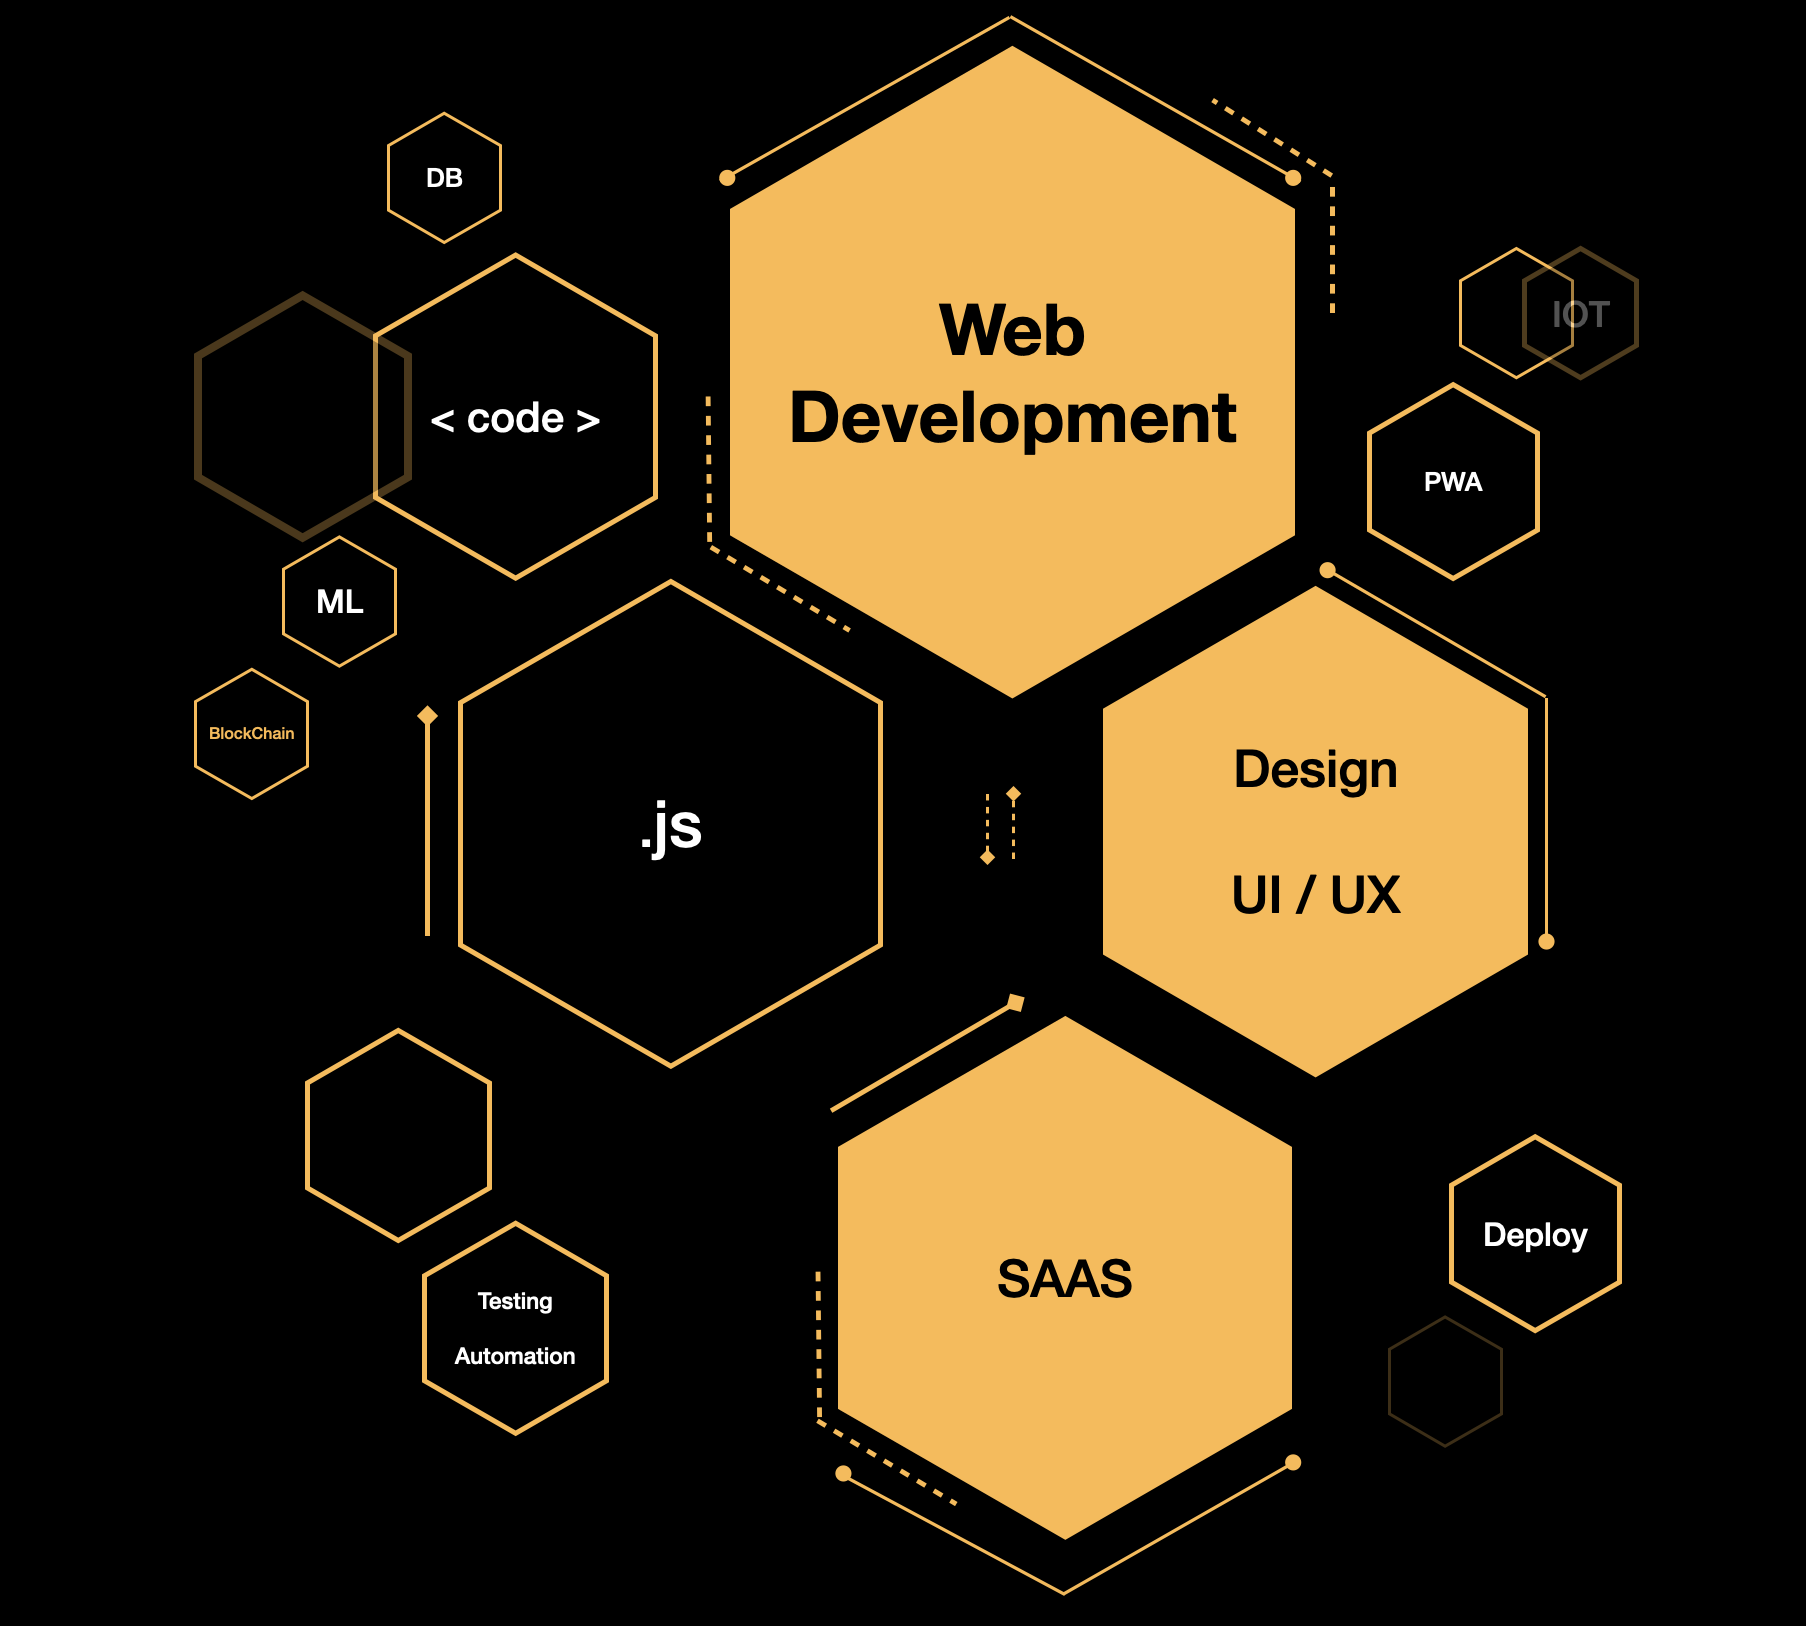 Web
Development
DB
< code >
IOT
PWA
ML
BlockChain
.js
Design
UI / UX
SAAS
Testing
Automation
Deploy